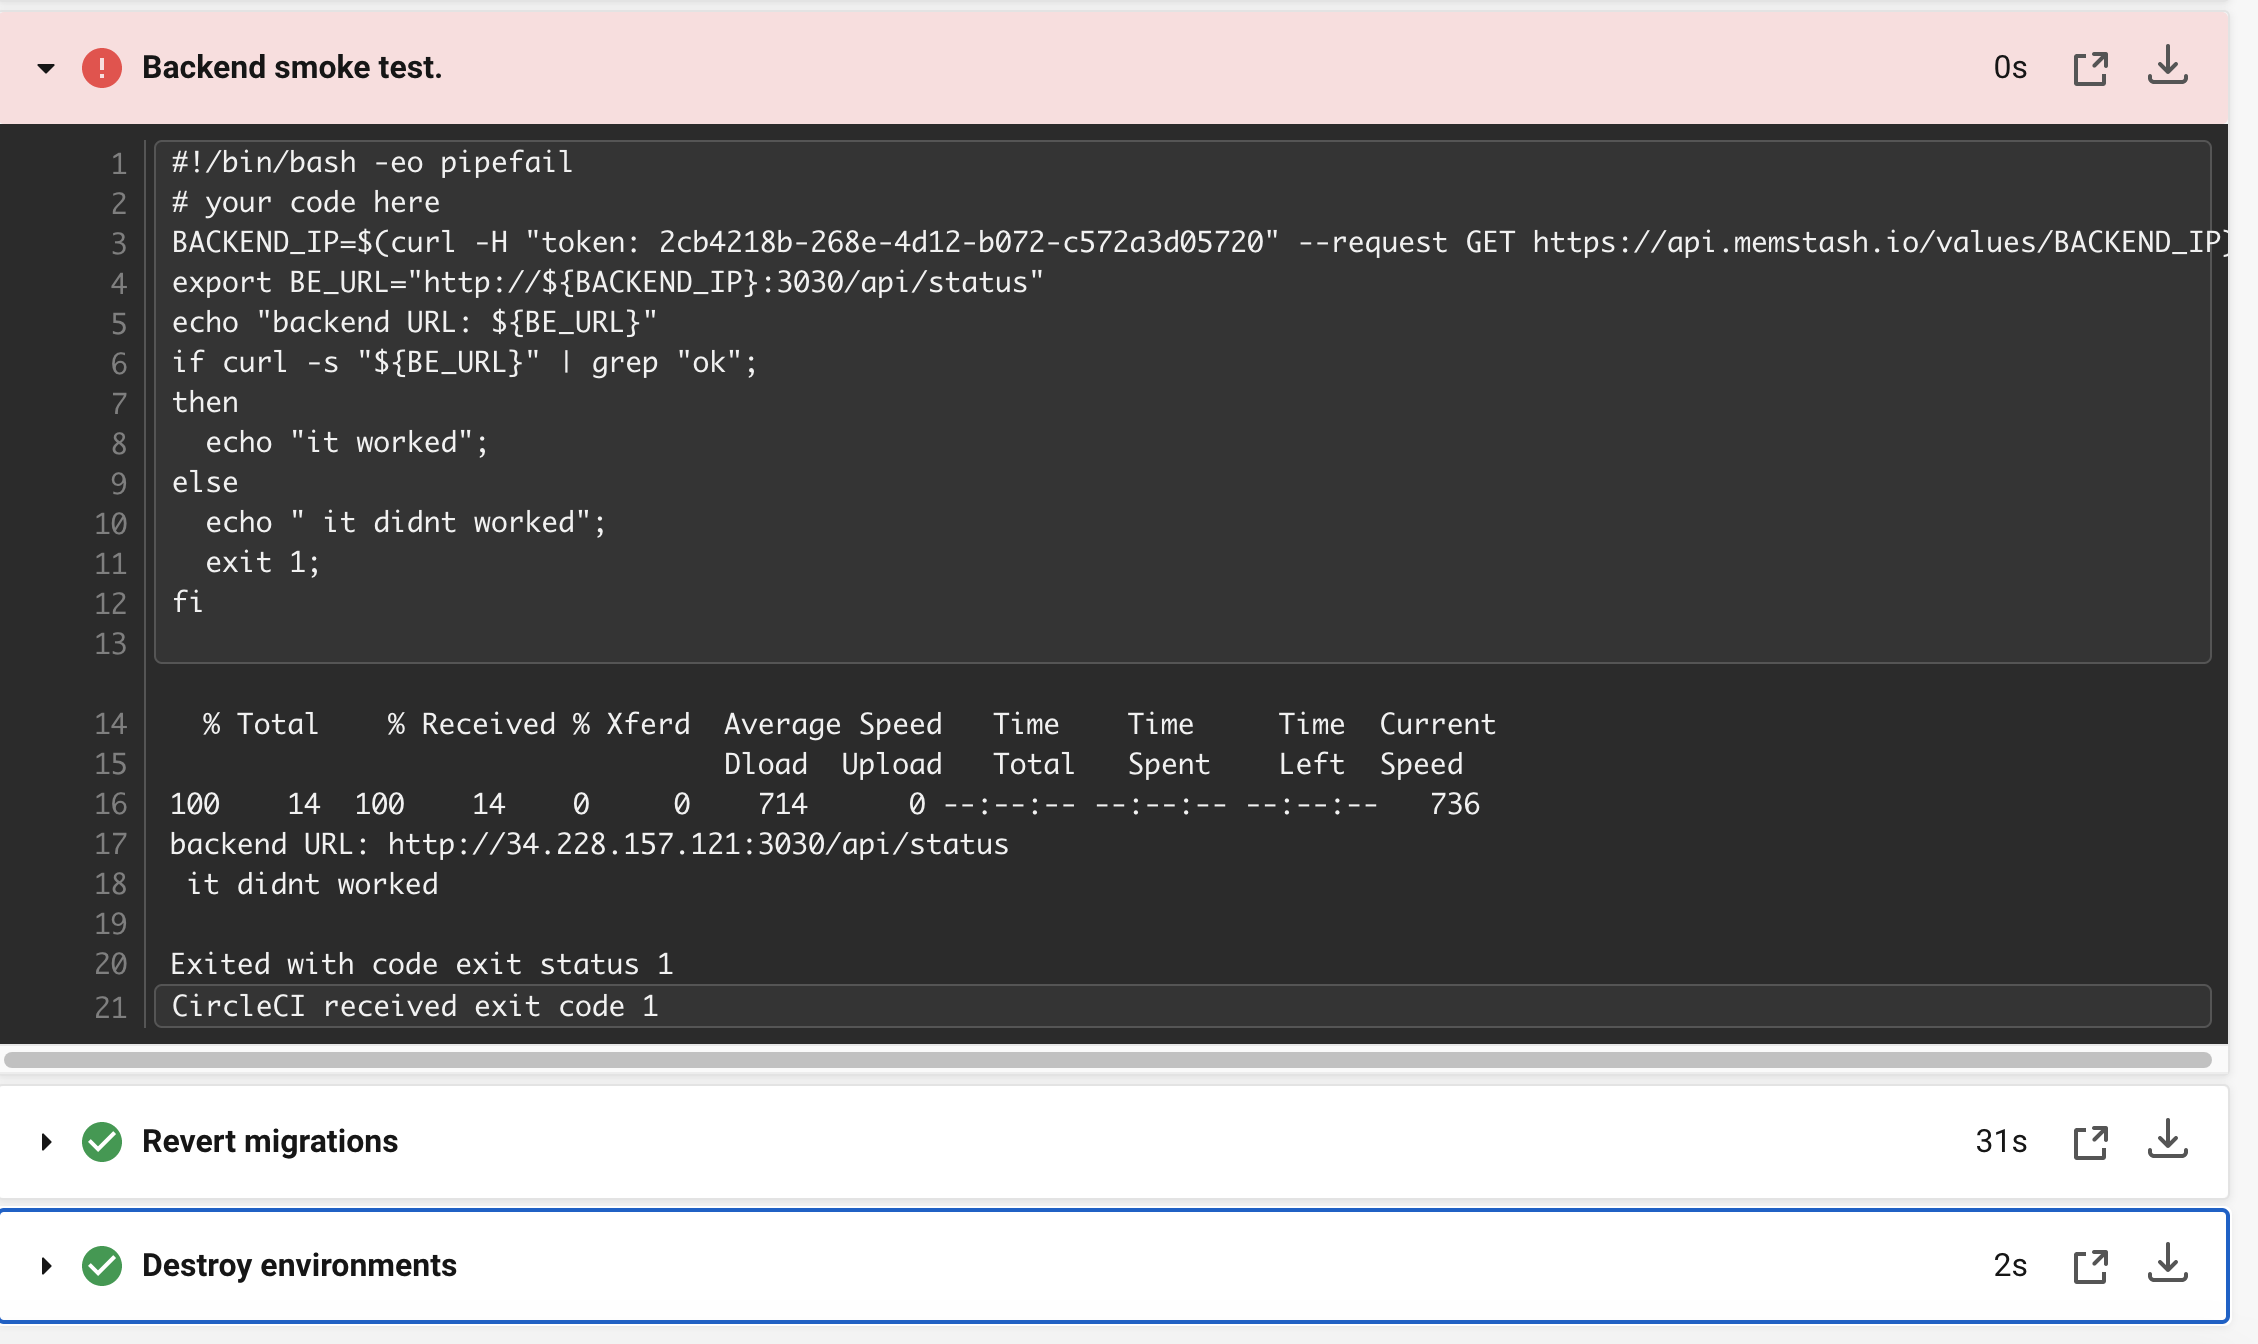 Backend smoke test. 0s
1 #!/bin/bash -eo pipefail
2 # your code here
3 BACKEND_IP=$(curl -H "token: 2cb4218b-268e-4d12-b072-c572a3d05720" --request GET https://api.memstash.io/values/BACKEND_IP}
4 export BE_URL="http://${BACKEND_IP}:3030/api/status"
5 echo "backend URL: ${BE_URL}"
6 if curl -s "${BE_URL}" | grep "ok";
7 then
8   echo "it worked";
9 else
10   echo " it didnt worked";
11   exit 1;
12 fi
13
14   % Total    % Received % Xferd  Average Speed   Time    Time     Time  Current
15                                  Dload  Upload   Total   Spent    Left  Speed
16 100    14  100    14    0     0    714      0 --:--:-- --:--:-- --:--:--   736
17 backend URL: http://34.228.157.121:3030/api/status
18  it didnt worked
19
20 Exited with code exit status 1
21 CircleCI received exit code 1
Revert migrations 31s
Destroy environments 2s